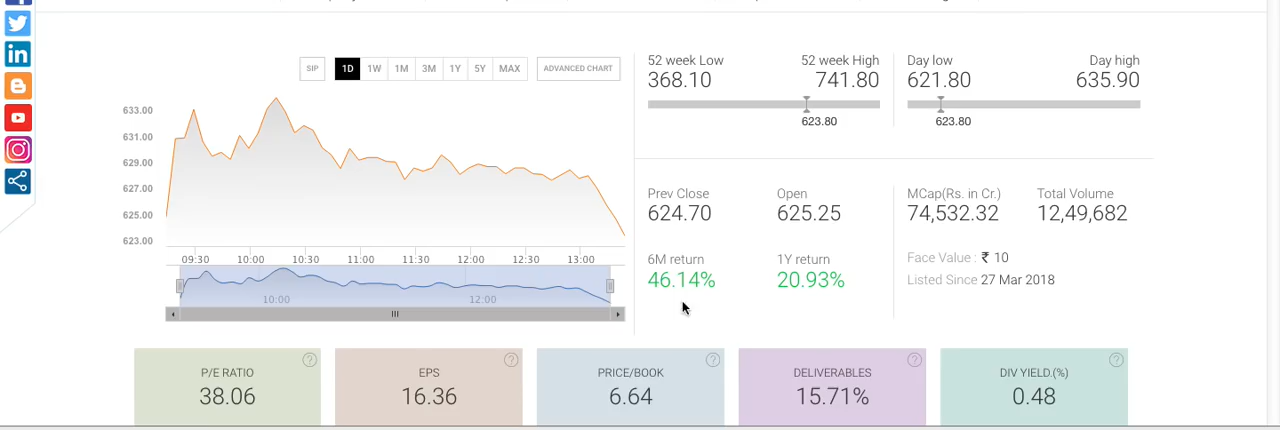 SIP 1D 1W 1M 3M 1Y 5Y MAX ADVANCED CHART
633.00
631.00
629.00
627.00
625.00
623.00
09:30 10:00 10:30 11:00 11:30 12:00 12:30 13:00
10:00 12:00
52 week Low 52 week High
368.10 741.80
623.80
Day low Day high
621.80 635.90
623.80
Prev Close Open
624.70 625.25
6M return 1Y return
46.14% 20.93%
MCap(Rs. in Cr.) Total Volume
74,532.32 12,49,682
Face Value : ₹ 10
Listed Since 27 Mar 2018
P/E RATIO ?
38.06
EPS ?
16.36
PRICE/BOOK ?
6.64
DELIVERABLES ?
15.71%
DIV YIELD.(%) ?
0.48